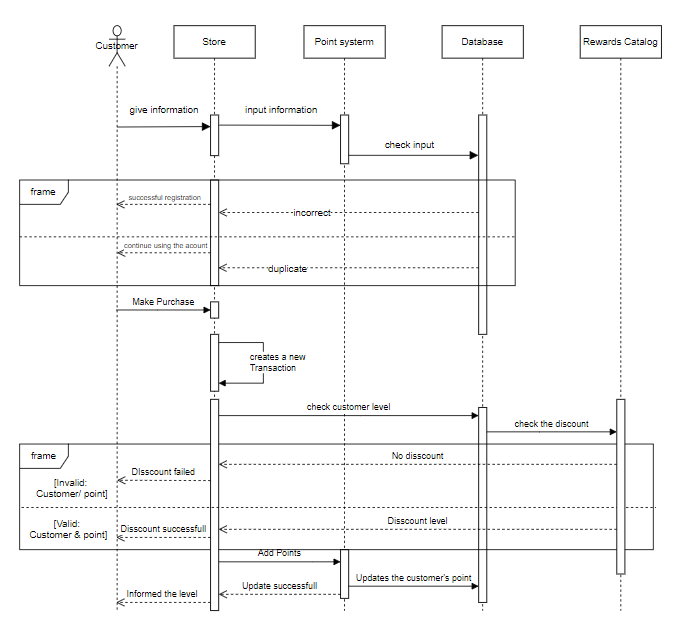 Customer
Store
Point systerm
Database
Rewards Catalog
give information
input information
check input
frame
successful registration
incorrect
continue using the acount
duplicate
Make Purchase
creates a new
Transaction
check customer level
check the discount
frame
No disscount
DIsscount failed
[Invalid:
Customer/ point]
Disscount level
[Valid:
Customer & point]
Disscount successfull
Add Points
Updates the customer's point
Update successfull
Informed the level